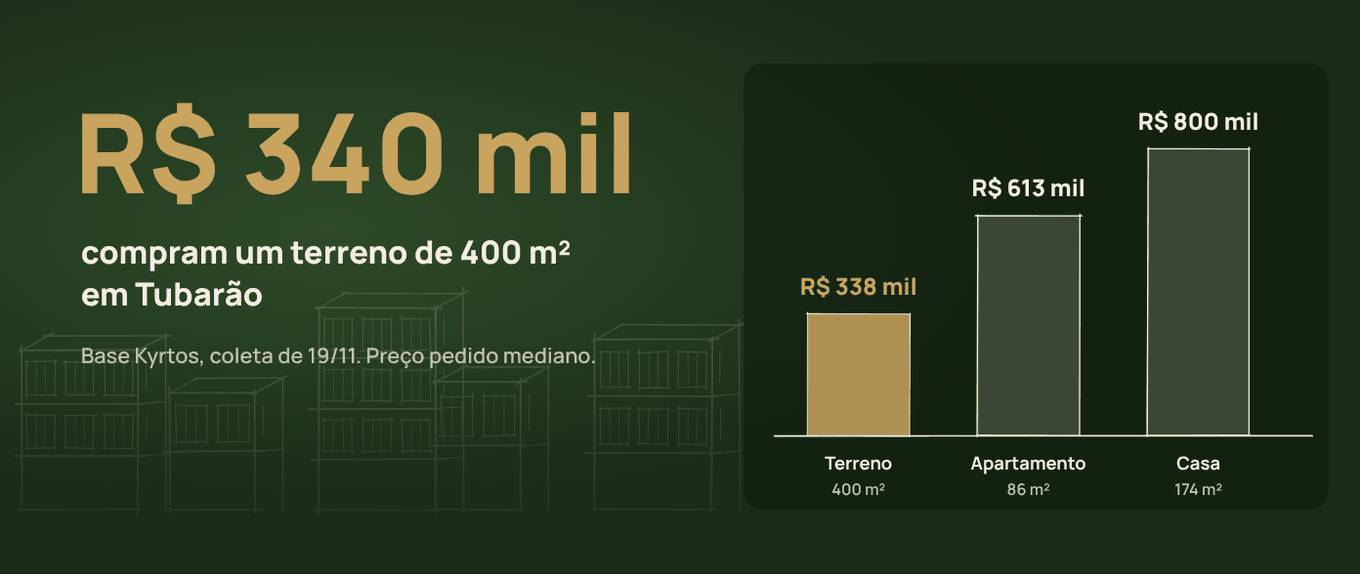 R$ 340 mil
compram um terreno de 400 m²
em Tubarão
Base Kyrtos, coleta de 19/11. Preço pedido mediano.
R$ 338 mil
R$ 613 mil
R$ 800 mil
Terreno
400 m²
Apartamento
86 m²
Casa
174 m²